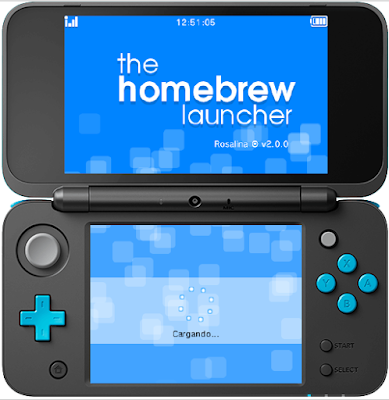 12:51:05
the
homebrew
launcher
Rosalina ⊙ v2.0.0
X
Y
A
B
Cargando...
START
SELECT